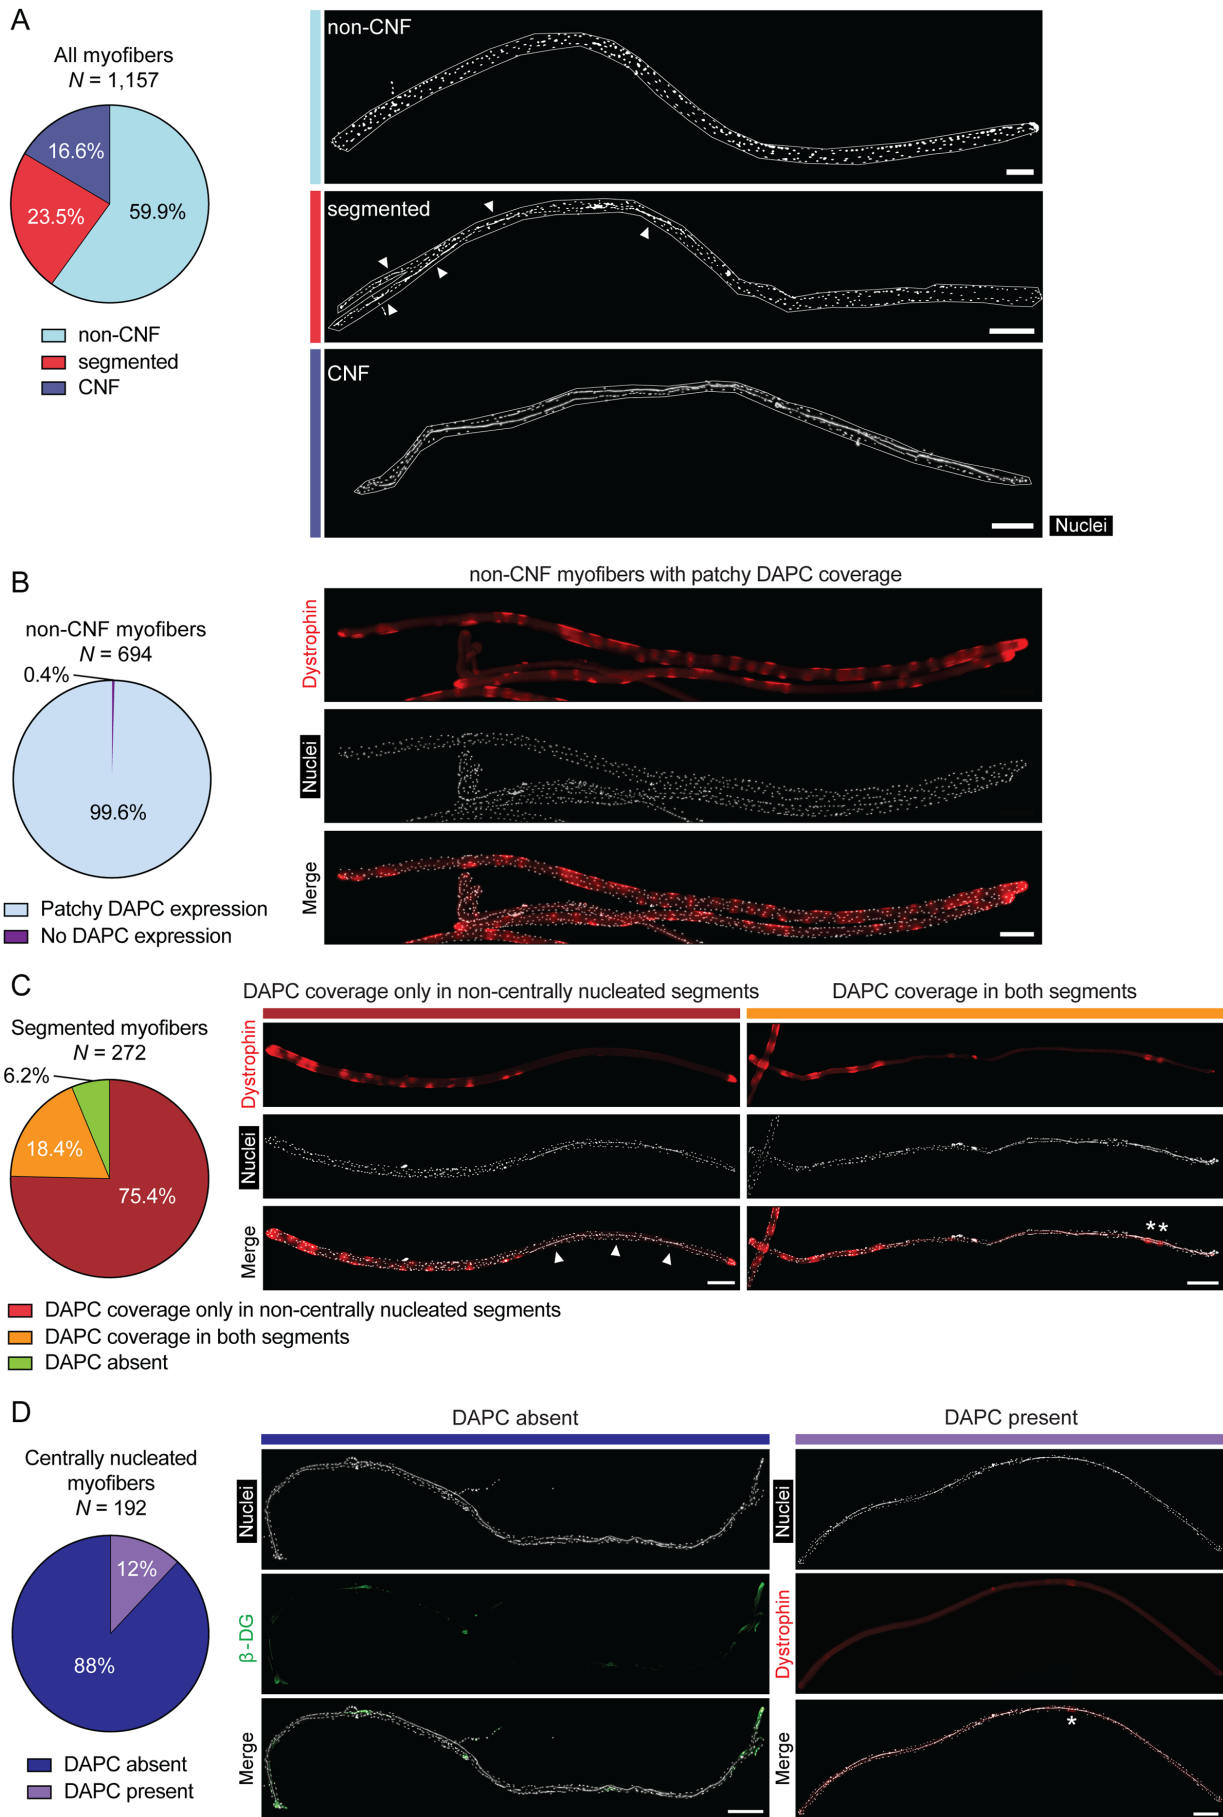 A
All myofibers
N = 1,157
16.6%
23.5%
59.9%
non-CNF
segmented
CNF
non-CNF
segmented
CNF
Nuclei
B
non-CNF myofibers
N = 694
0.4%
99.6%
Patchy DAPC expression
No DAPC expression
non-CNF myofibers with patchy DAPC coverage
Dystrophin
Nuclei
Merge
C
Segmented myofibers
N = 272
6.2%
18.4%
75.4%
DAPC coverage only in non-centrally nucleated segments
DAPC coverage in both segments
DAPC absent
DAPC coverage only in non-centrally nucleated segments
DAPC coverage in both segments
Dystrophin
Nuclei
Merge
**
D
Centrally nucleated
myofibers
N = 192
12%
88%
DAPC absent
DAPC present
DAPC absent
DAPC present
Nuclei
β-DG
Merge
Nuclei
Dystrophin
Merge
*